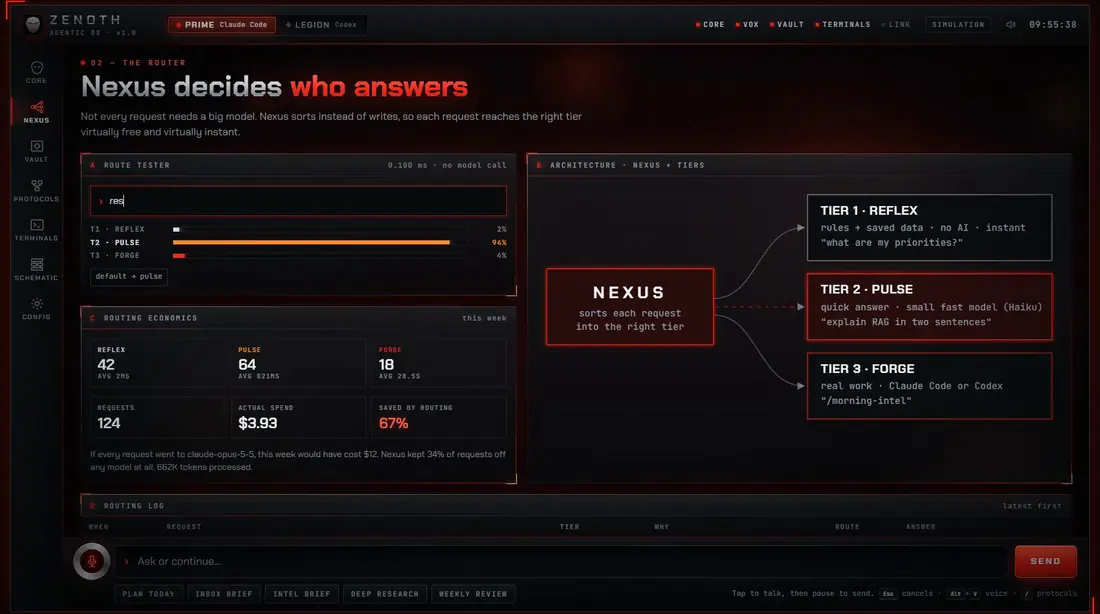 ZENOTH
AGENTIC OS · v1.0
PRIME Claude Code
LEGION Codex
CORE
VOX
VAULT
TERMINALS
LINK
SIMULATION
09:55:38
CORE
NEXUS
VAULT
PROTOCOLS
TERMINALS
SCHEMATIC
CONFIG
02 — THE ROUTER
Nexus decides who answers
Not every request needs a big model. Nexus sorts instead of writes, so each request reaches the right tier
virtually free and virtually instant.
A ROUTE TESTER
0.100 ms · no model call
› res
T1 · REFLEX 2%
T2 · PULSE 94%
T3 · FORGE 4%
default → pulse
C ROUTING ECONOMICS
this week
REFLEX
42
AVG 2MS
PULSE
64
AVG 821MS
FORGE
18
AVG 28.5S
REQUESTS
124
ACTUAL SPEND
$3.93
SAVED BY ROUTING
67%
If every request went to claude-opus-5-5, this week would have cost $12. Nexus kept 34% of requests off
any model at all. 662K tokens processed.
B ARCHITECTURE · NEXUS + TIERS
NEXUS
sorts each request
into the right tier
TIER 1 · REFLEX
rules + saved data · no AI · instant
"what are my priorities?"
TIER 2 · PULSE
quick answer · small fast model (Haiku)
"explain RAG in two sentences"
TIER 3 · FORGE
real work · Claude Code or Codex
"/morning-intel"
D ROUTING LOG
latest first
WHEN REQUEST TIER WHY ROUTE ANSWER
› Ask or continue...
SEND
PLAN TODAY
INBOX BRIEF
INTEL BRIEF
DEEP RESEARCH
WEEKLY REVIEW
Tap to talk, then pause to send. Esc cancels · Alt + V voice · / protocols